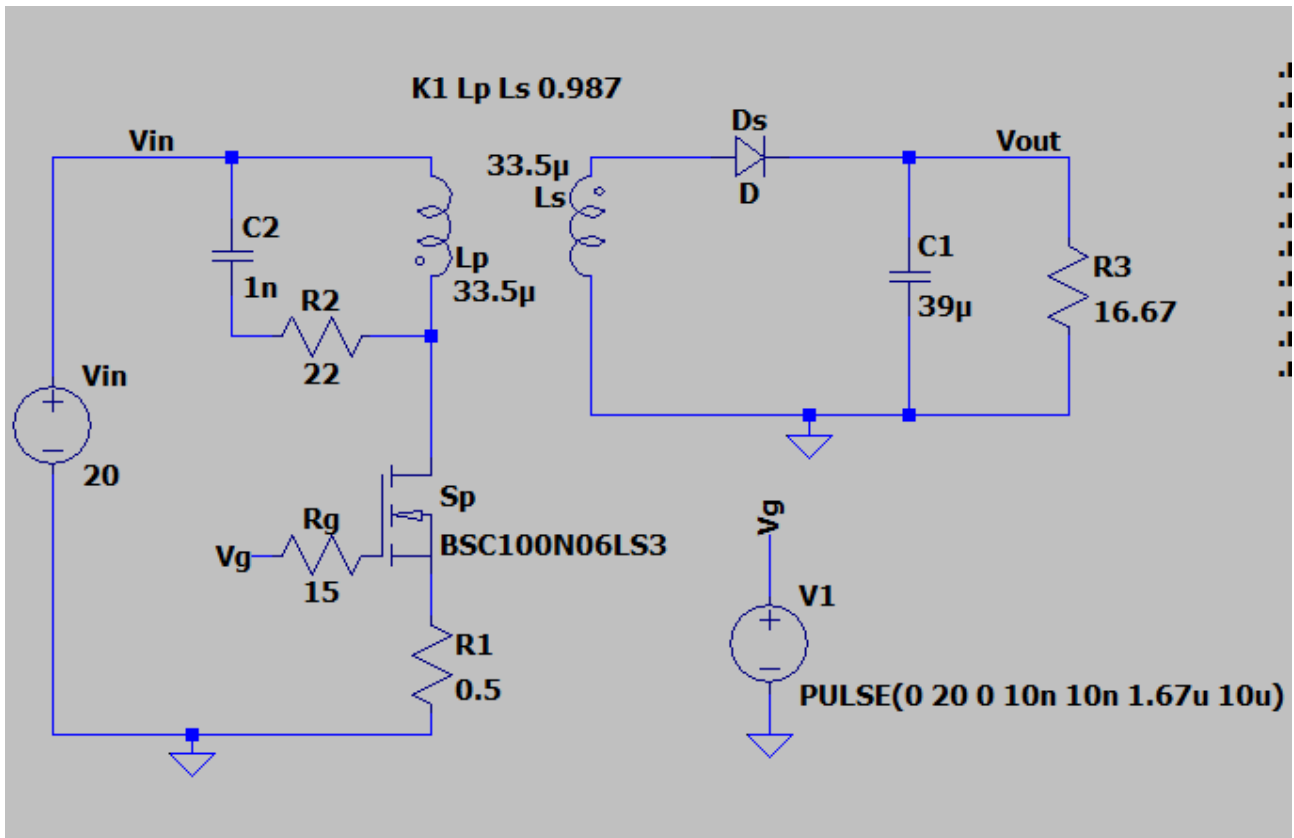 K1 Lp Ls 0.987
Vin
C2
1n
R2
22
Lp
33.5µ
33.5µ
Ls
Ds
D
Vout
C1
39µ
R3
16.67
Vin
20
Vg
Rg
15
Sp
BSC100N06LS3
R1
0.5
Vg
V1
PULSE(0 20 0 10n 10n 1.67u 10u)